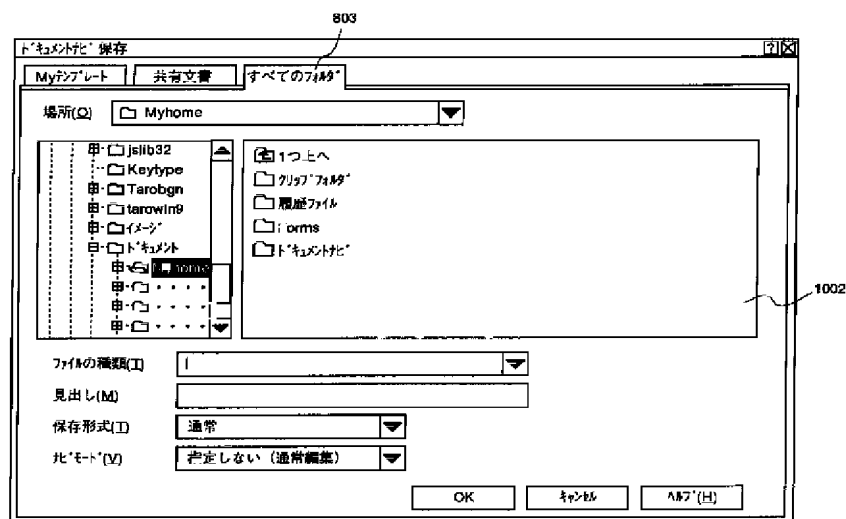 803
ﾄﾞｷｭﾒﾝﾄﾅﾋﾞ 保存
Myﾃﾝﾌﾟﾚｰﾄ 共有文書 すべてのﾌｫﾙﾀﾞ
場所(O) Myhome
jslib32
Keytype
Tarobgn
tarowin9
ｲﾒｰｼﾞ
ﾄﾞｷｭﾒﾝﾄ
1つ上へ
ｸﾘｯﾌﾟﾌｫﾙﾀﾞ
履歴ﾌｧｲﾙ
Forms
ﾄﾞｷｭﾒﾝﾄﾅﾋﾞ
1002
ﾌｧｲﾙの種類(T)
見出し(M)
保存形式(T) 通常
ﾅﾋﾞﾓｰﾄﾞ(V) 指定しない (通常編集)
OK ｷｬﾝｾﾙ ﾍﾙﾌﾟ(H)